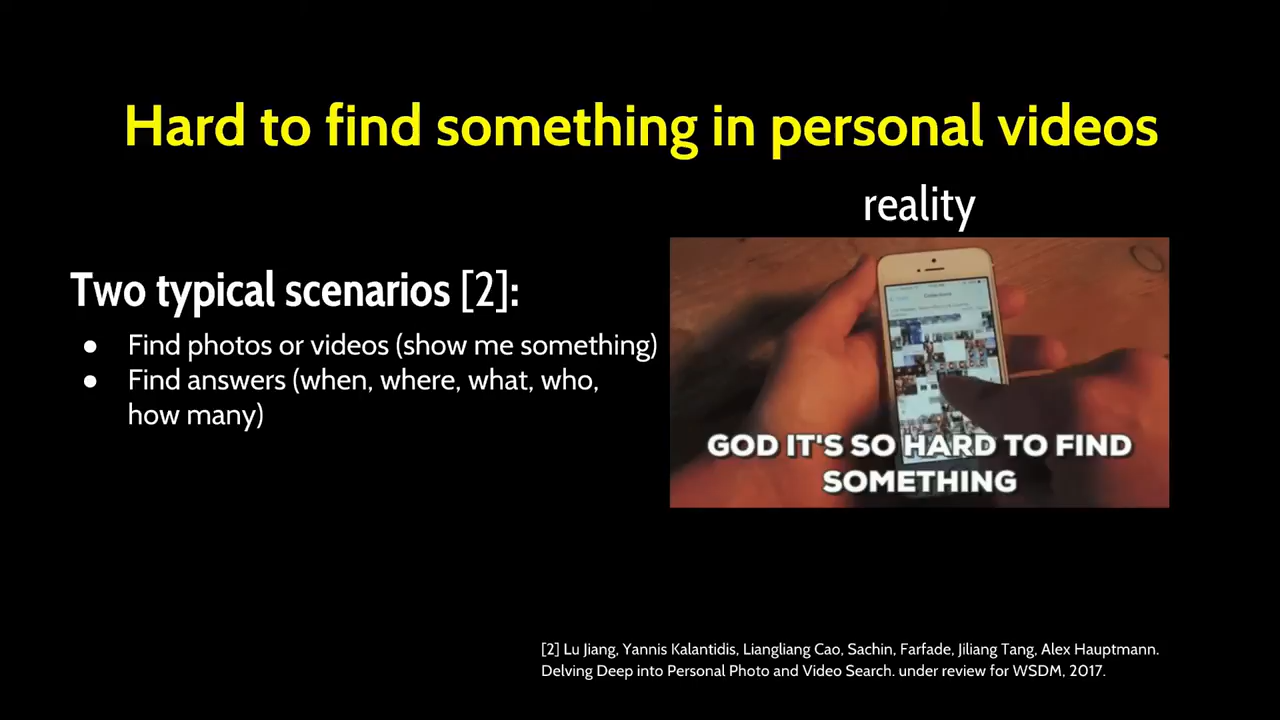 Hard to find something in personal videos
reality
Two typical scenarios [2]:
● Find photos or videos (show me something)
● Find answers (when, where, what, who,
how many)
GOD IT'S SO HARD TO FIND
SOMETHING
[2] Lu Jiang, Yannis Kalantidis, Liangliang Cao, Sachin, Farfade, Jiliang Tang, Alex Hauptmann.
Delving Deep into Personal Photo and Video Search. under review for WSDM, 2017.